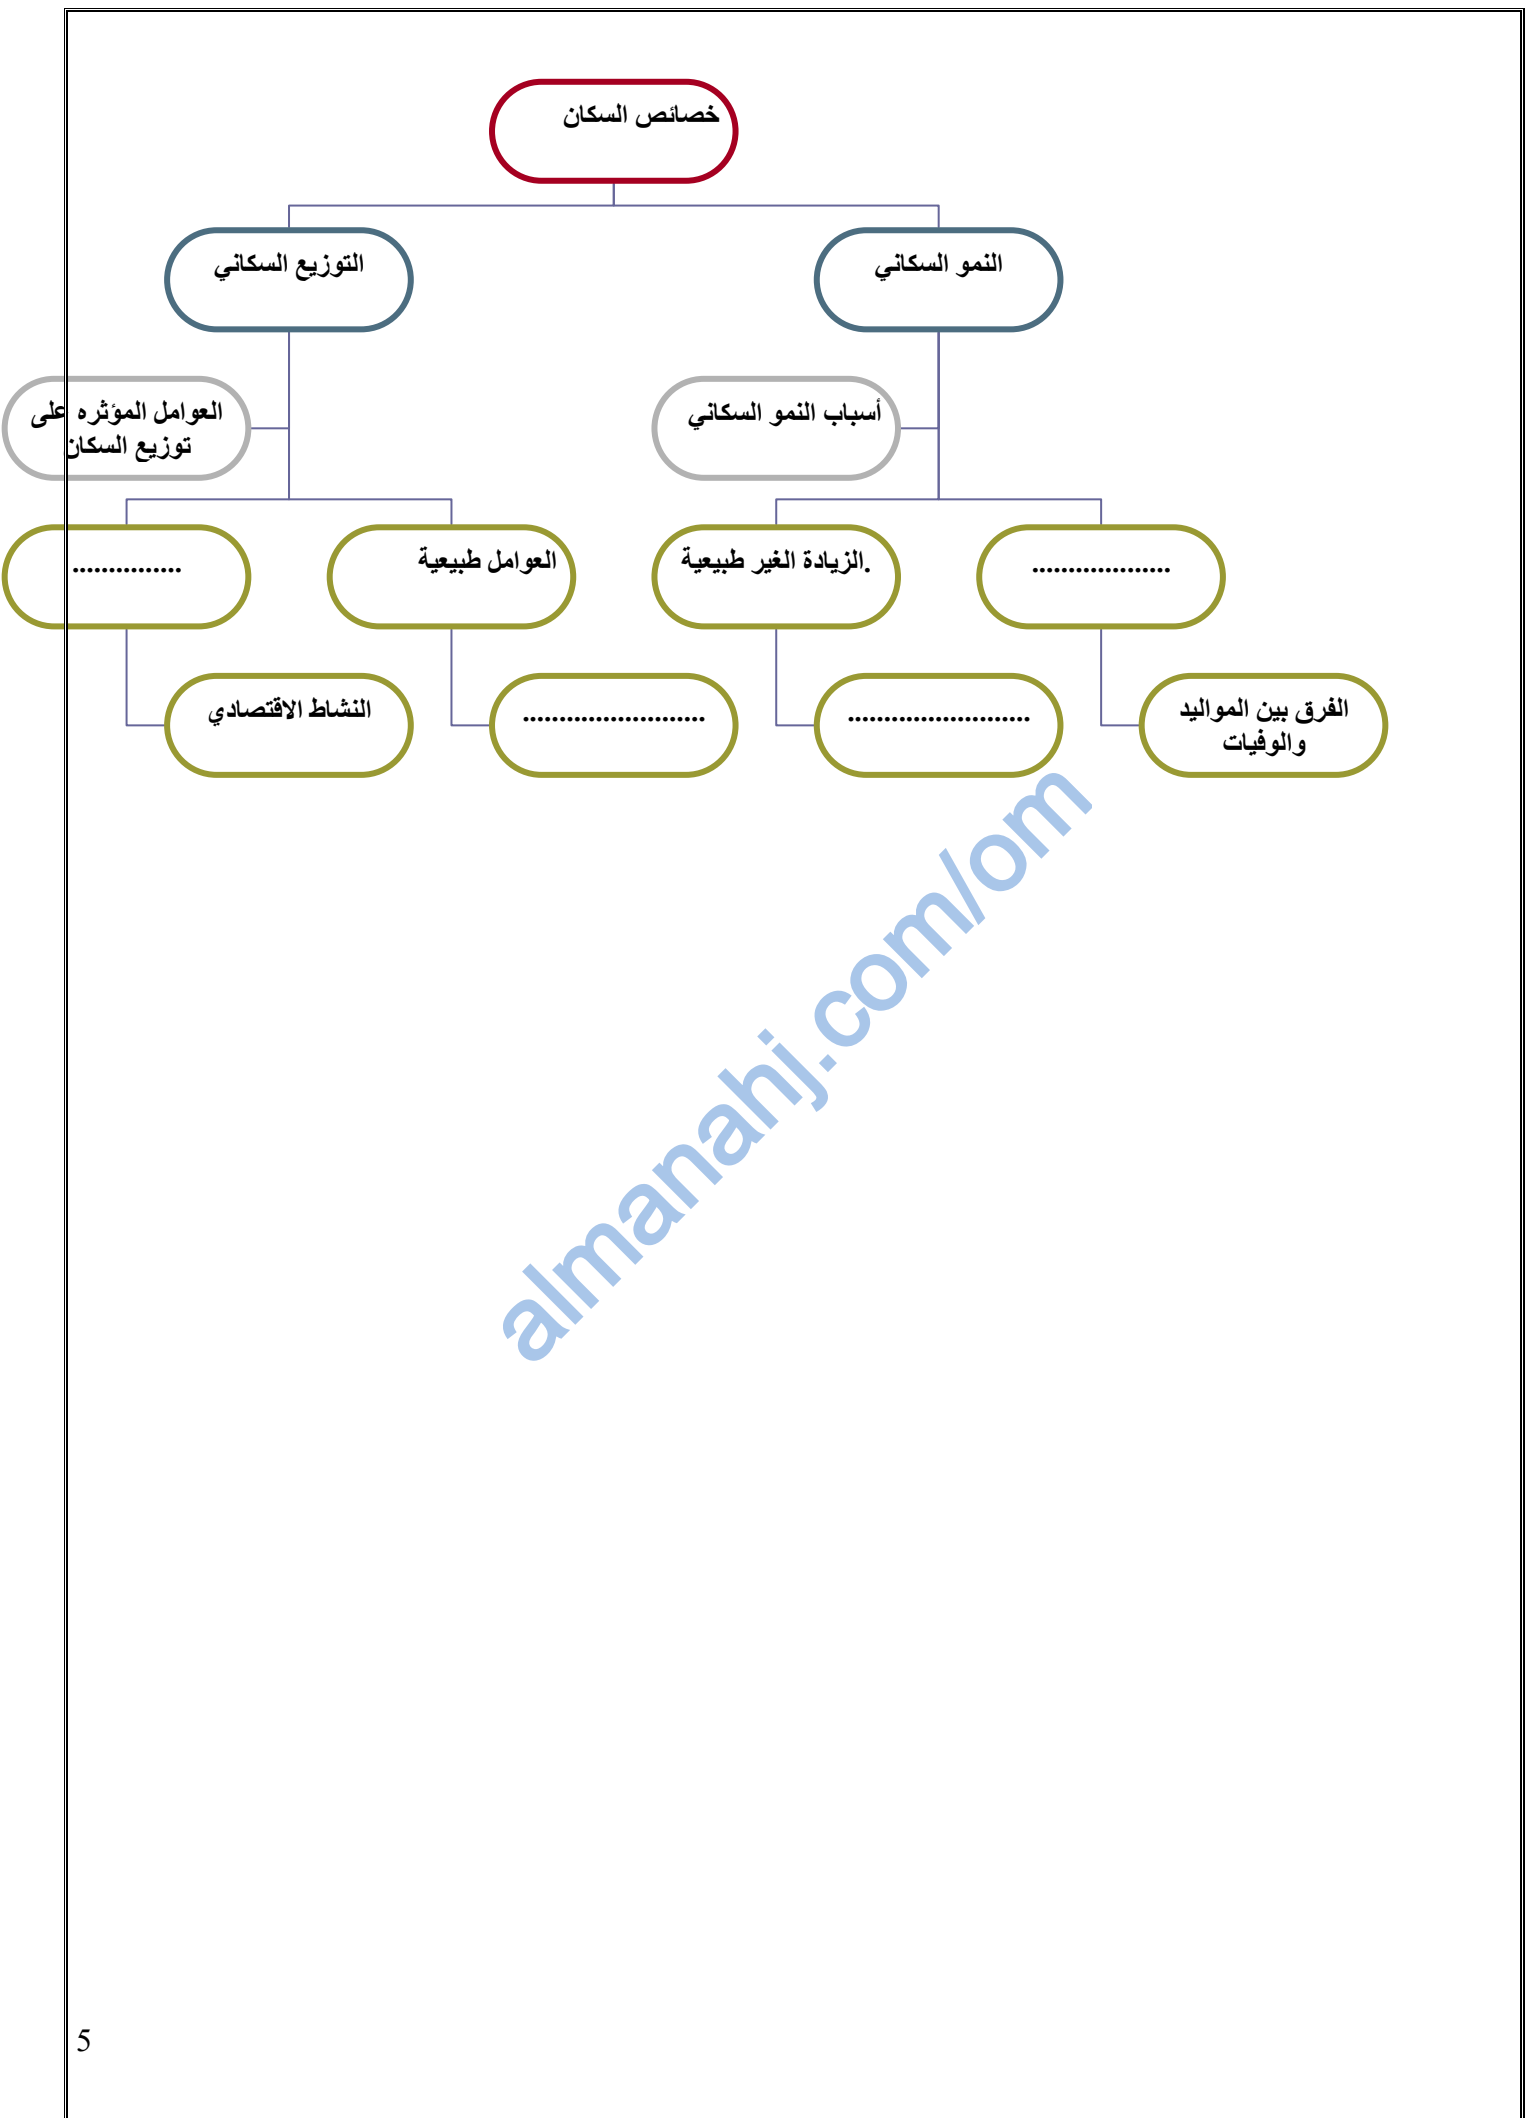 خصائص السكان
النمو السكاني
التوزيع السكاني
أسباب النمو السكاني
العوامل المؤثره على
توزيع السكان
...................
.الزيادة الغير طبيعية
العوامل طبيعية
...............
الفرق بين المواليد
والوفيات
.........................
.........................
النشاط الاقتصادي
almanahj.com/om
5